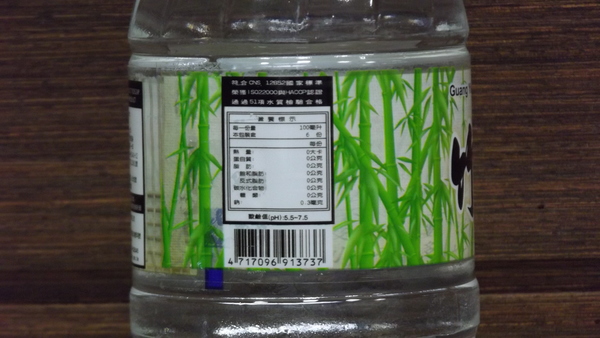 符合 CNS 12852國家標準
榮獲ISO22000與HACCP認證
通過51項水質檢驗合格
營養標示
每一份量 100毫升
本包裝含 6 份
每份
熱量: 0大卡
蛋白質: 0公克
脂肪: 0公克
飽和脂肪: 0公克
反式脂肪: 0公克
碳水化合物: 0公克
糖: 0公克
鈉: 0.3毫克
酸鹼值(pH):5.5~7.5
4 717096 913737
Guang